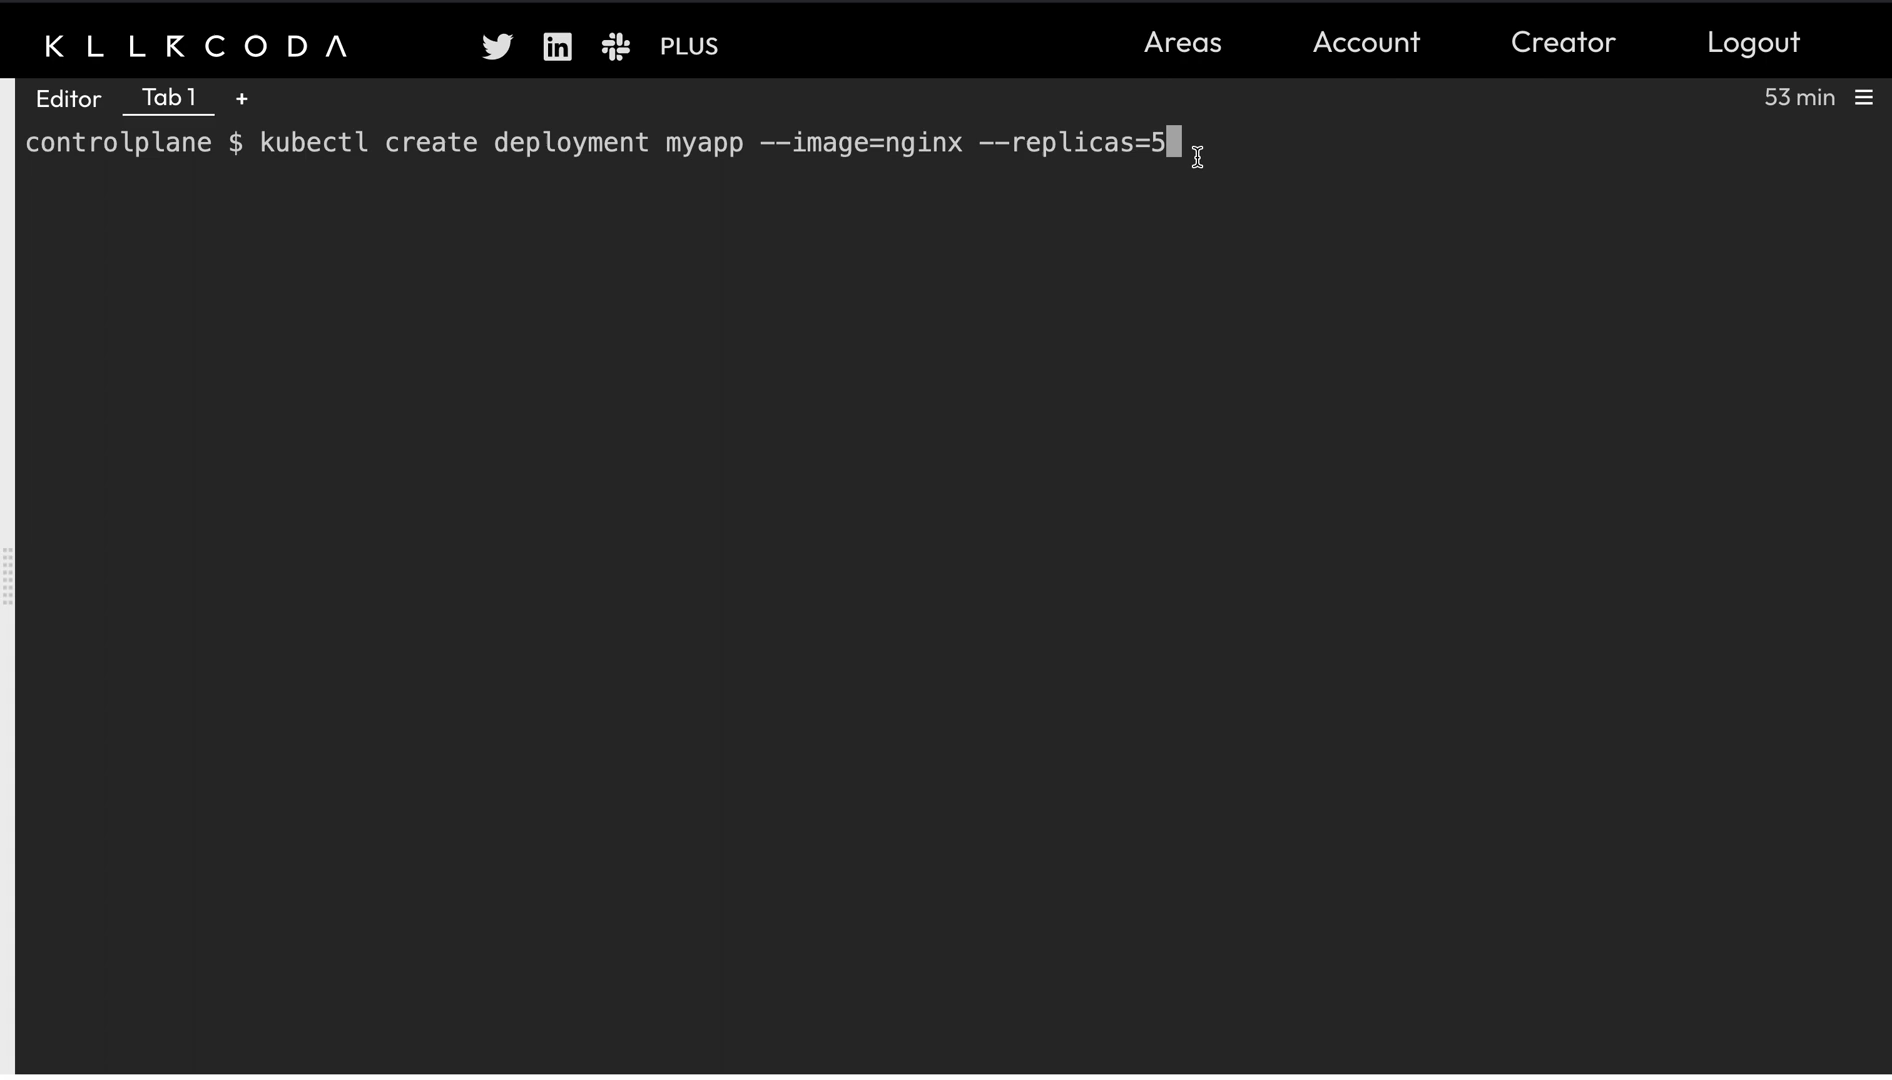 KILLERCODA PLUS Areas Account Creator Logout
Editor Tab 1 + 53 min
controlplane $ kubectl create deployment myapp --image=nginx --replicas=5